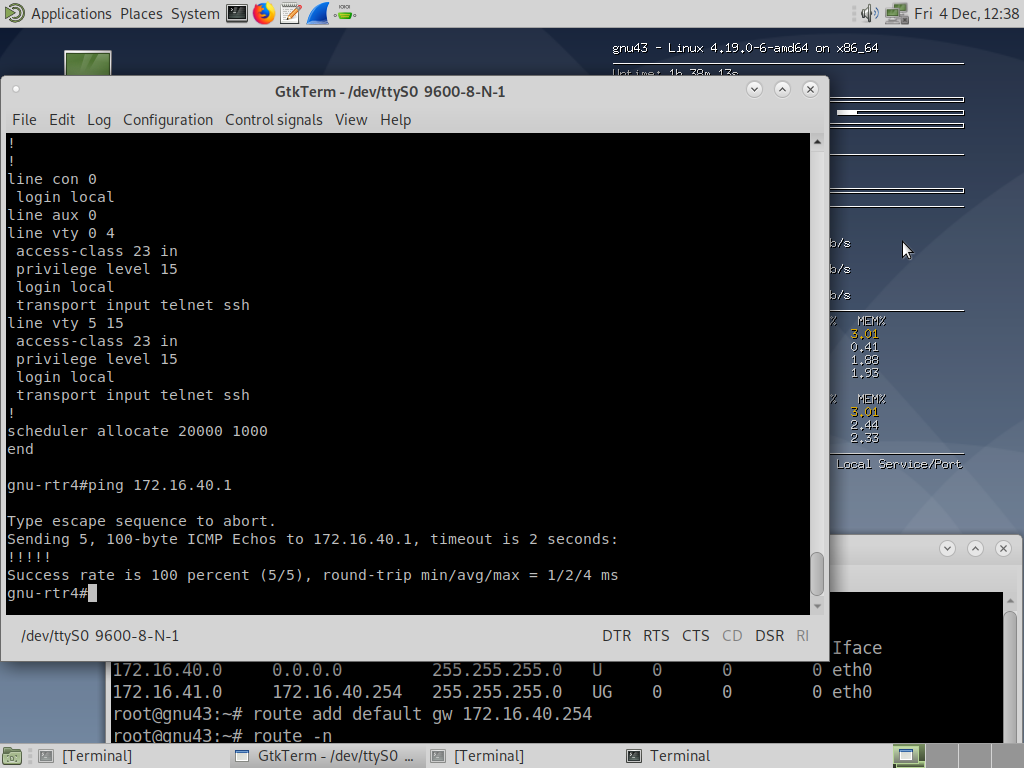 Applications Places System Fri 4 Dec, 12:38
gnu43 - Linux 4.19.0-6-amd64 on x86_64
Uptime: 1h 38m 13s
GtkTerm - /dev/ttyS0 9600-8-N-1
File Edit Log Configuration Control signals View Help
!
!
line con 0
 login local
line aux 0
line vty 0 4
 access-class 23 in
 privilege level 15
 login local
 transport input telnet ssh
line vty 5 15
 access-class 23 in
 privilege level 15
 login local
 transport input telnet ssh
!
scheduler allocate 20000 1000
end
gnu-rtr4#ping 172.16.40.1
Type escape sequence to abort.
Sending 5, 100-byte ICMP Echos to 172.16.40.1, timeout is 2 seconds:
!!!!!
Success rate is 100 percent (5/5), round-trip min/avg/max = 1/2/4 ms
gnu-rtr4#
/dev/ttyS0 9600-8-N-1 DTR RTS CTS CD DSR RI
b/s
b/s
b/s
% MEM%
3.01
0.41
1.88
1.93
% MEM%
3.01
2.44
2.33
Local Service/Port
Iface
172.16.40.0 0.0.0.0 255.255.255.0 U 0 0 0 eth0
172.16.41.0 172.16.40.254 255.255.255.0 UG 0 0 0 eth0
root@gnu43:~# route add default gw 172.16.40.254
root@gnu43:~# route -n
[Terminal] GtkTerm - /dev/ttyS0 ... [Terminal] Terminal